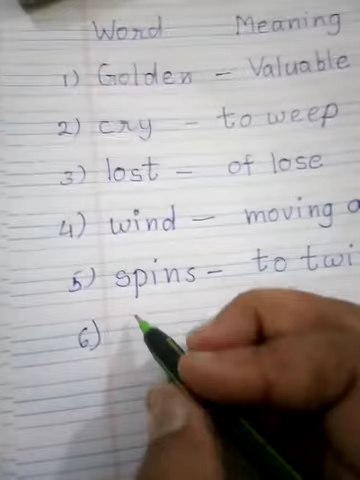 Word Meaning
1) Golden – Valuable
2) cry – to weep
3) lost – of lose
4) wind – moving
5) spins – to
6)